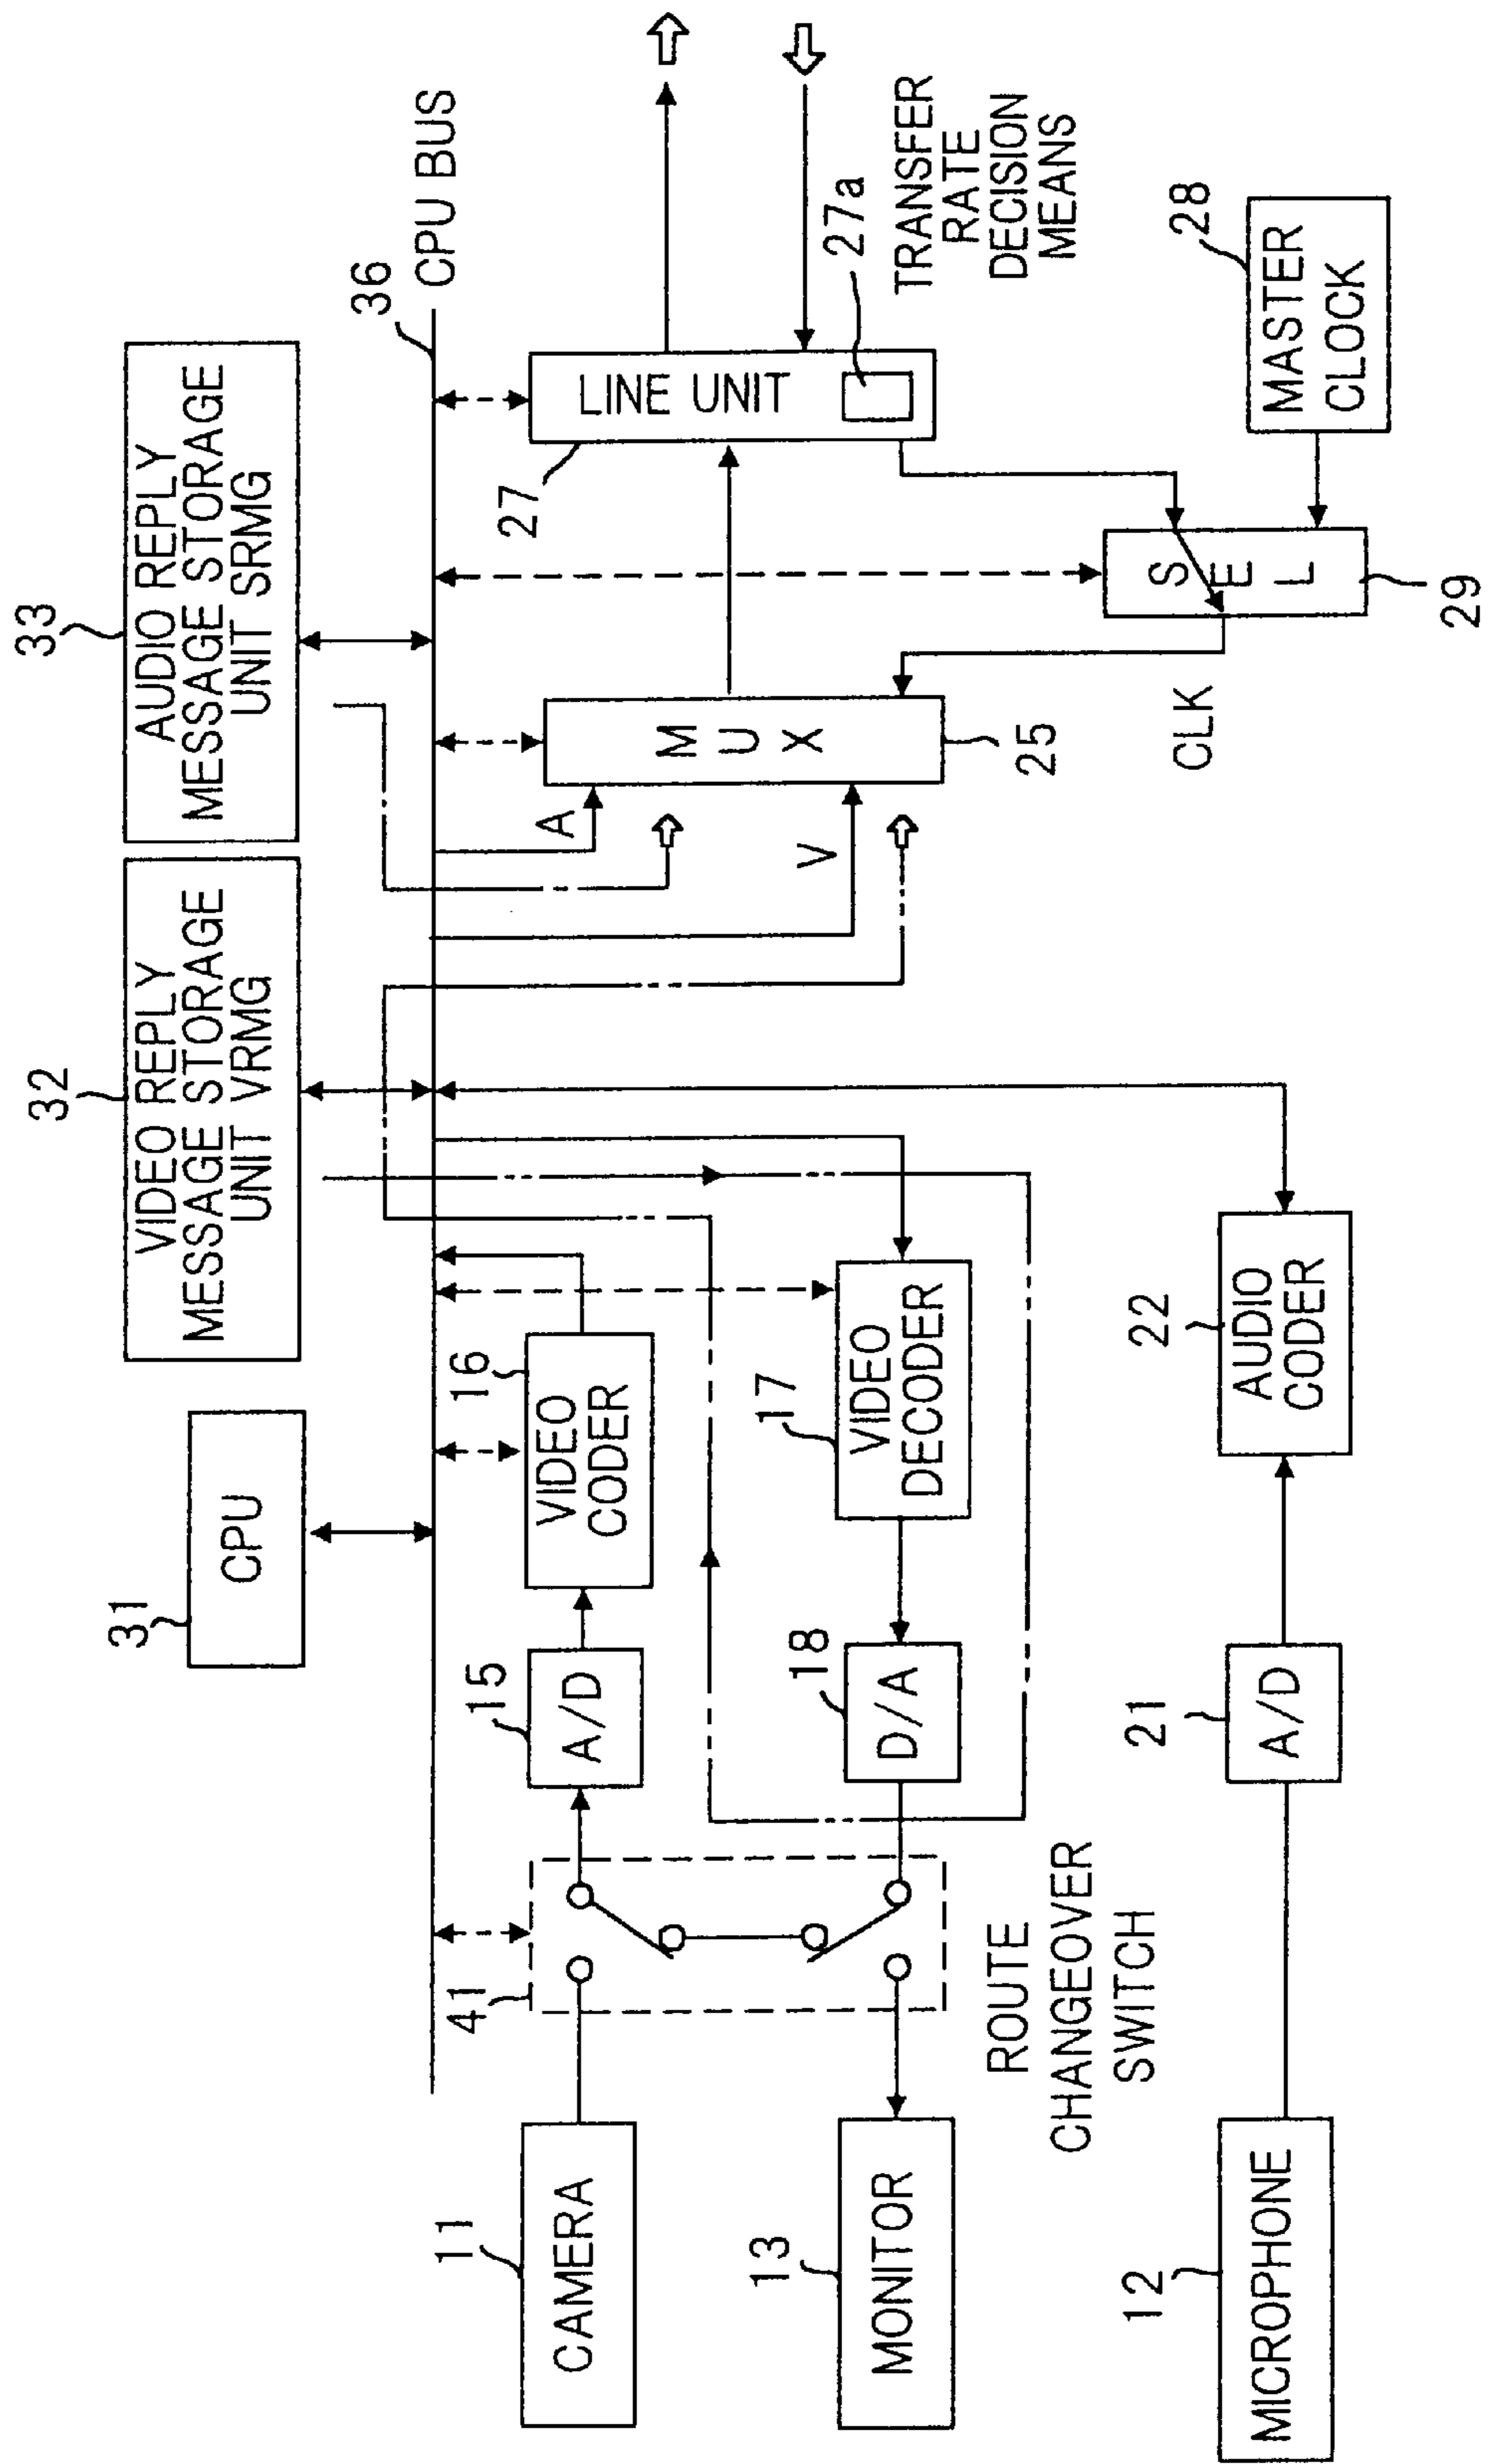 31
CPU
32
VIDEO REPLY
MESSAGE STORAGE
UNIT VRMG
33
AUDIO REPLY
MESSAGE STORAGE
UNIT SRMG
36
CPU BUS
11
CAMERA
41
15
A/D
16
VIDEO
CODER
A
V
MUX
25
27
LINE UNIT
27a
TRANSFER
RATE
DECISION
MEANS
13
MONITOR
ROUTE
CHANGEOVER
SWITCH
18
D/A
17
VIDEO
DECODER
CLK
SEL
29
28
MASTER
CLOCK
12
MICROPHONE
21
A/D
22
AUDIO
CODER